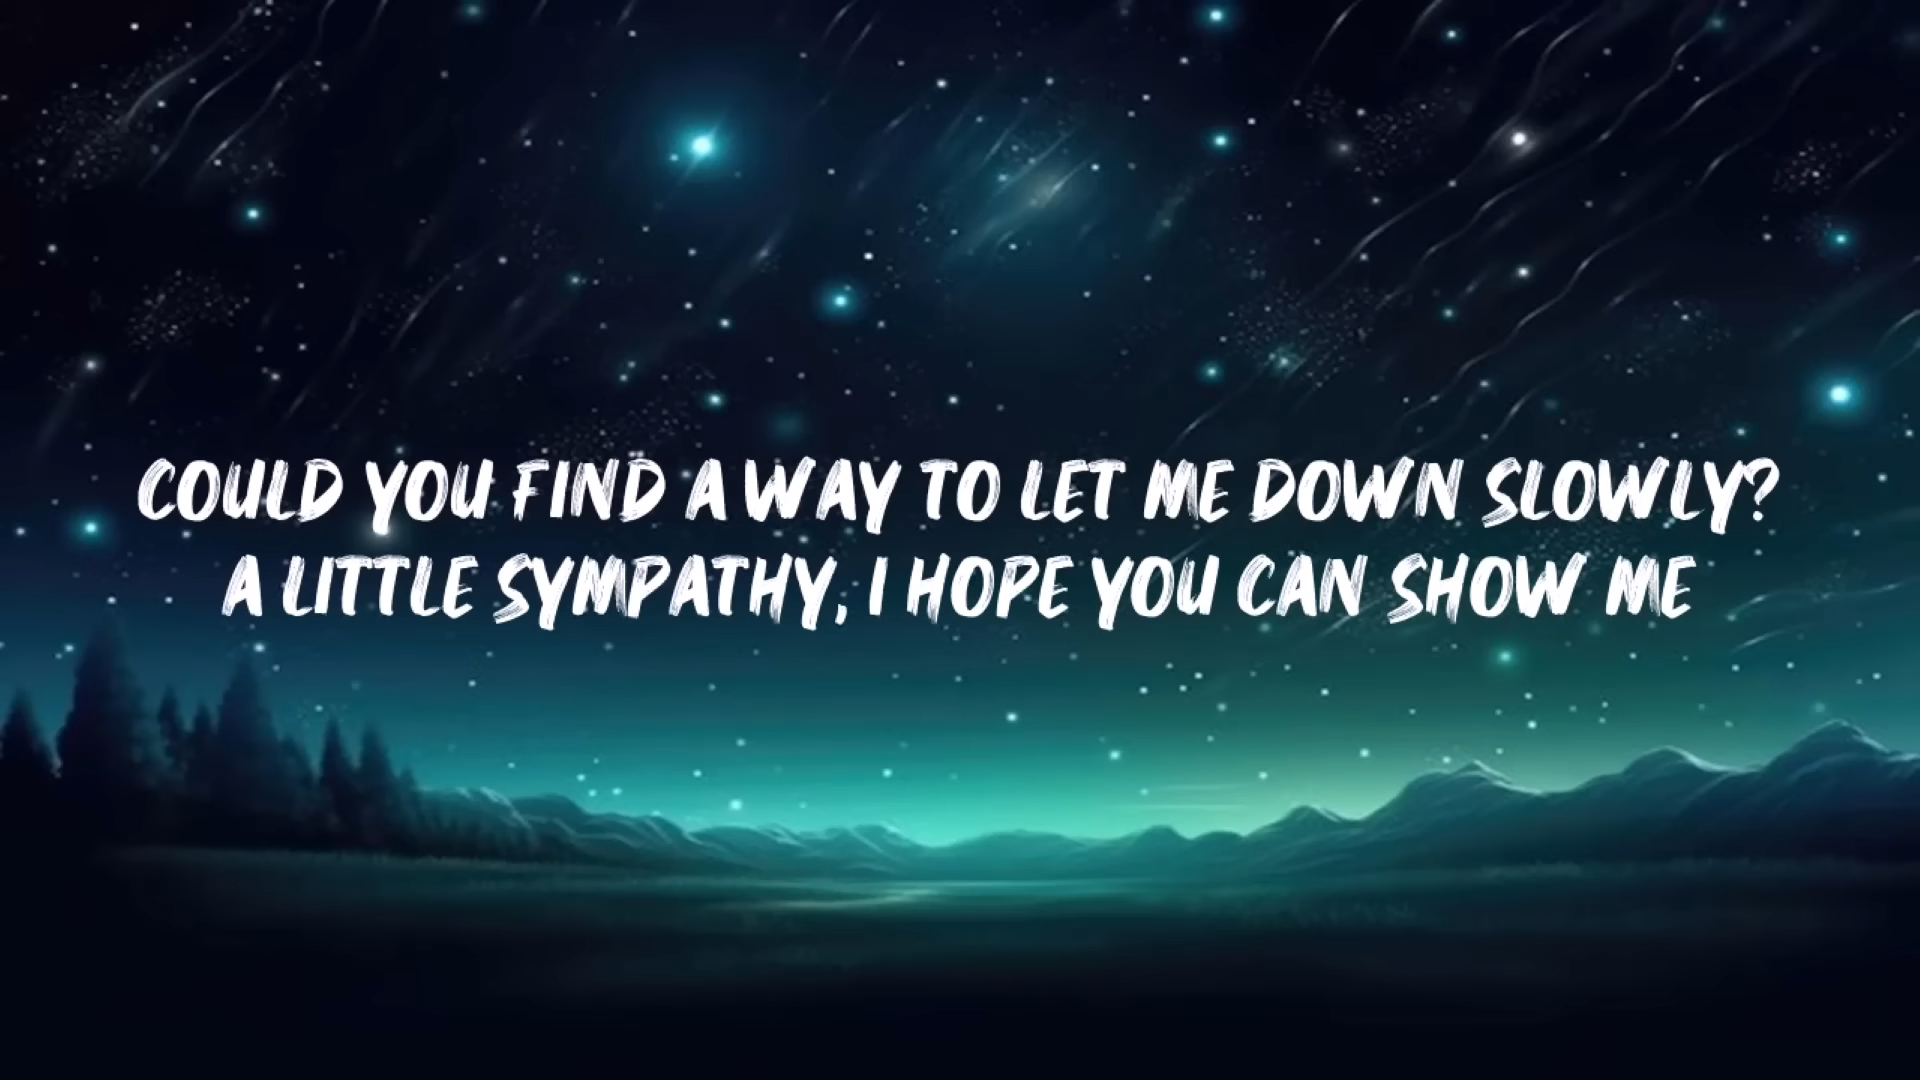 COULD YOU FIND A WAY TO LET ME DOWN SLOWLY?
A LITTLE SYMPATHY, I HOPE YOU CAN SHOW ME